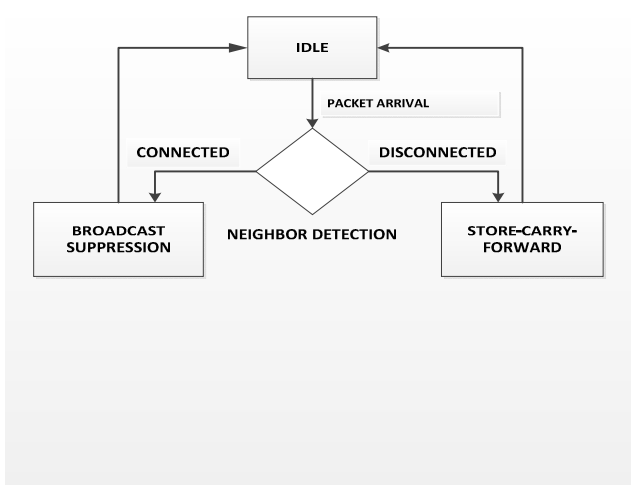 IDLE
PACKET ARRIVAL
CONNECTED
DISCONNECTED
BROADCAST
SUPPRESSION
NEIGHBOR DETECTION
STORE-CARRY-
FORWARD